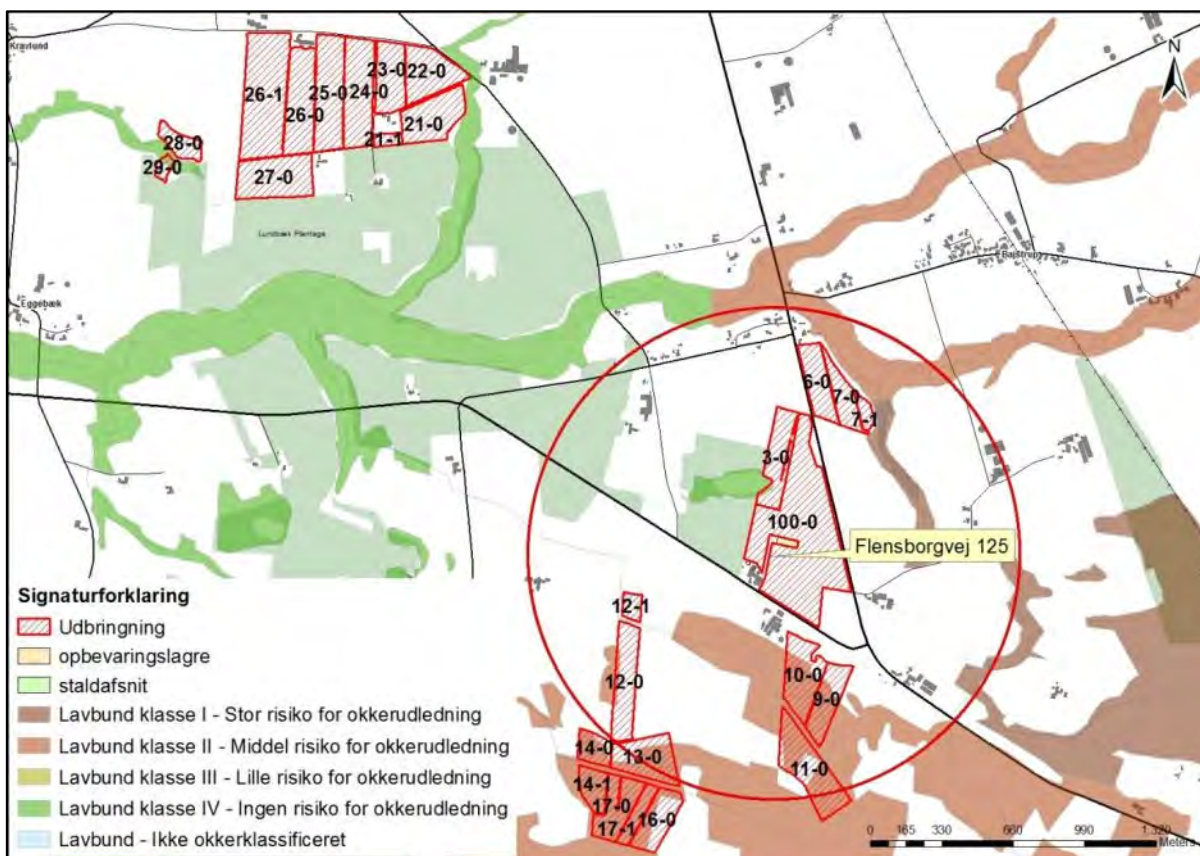 Kravlund
N
23-0
22-0
26-1
25-0
24-0
26-0
21-0
21-1
28-0
29-0
27-0
Lundbæk Plantage
Bajstrup
Eggebæk
6-0
7-0
7-1
3-0
100-0
Flensborgvej 125
Signaturforklaring
Udbringning
opbevaringslagre
staldafsnit
Lavbund klasse I - Stor risiko for okkerudledning
Lavbund klasse II - Middel risiko for okkerudledning
Lavbund klasse III - Lille risiko for okkerudledning
Lavbund klasse IV - Ingen risiko for okkerudledning
Lavbund - Ikke okkerklassificeret
12-1
12-0
10-0
9-0
14-0
13-0
11-0
14-1
17-0
16-0
17-1
0 165 330 660 990 1.320
Meters